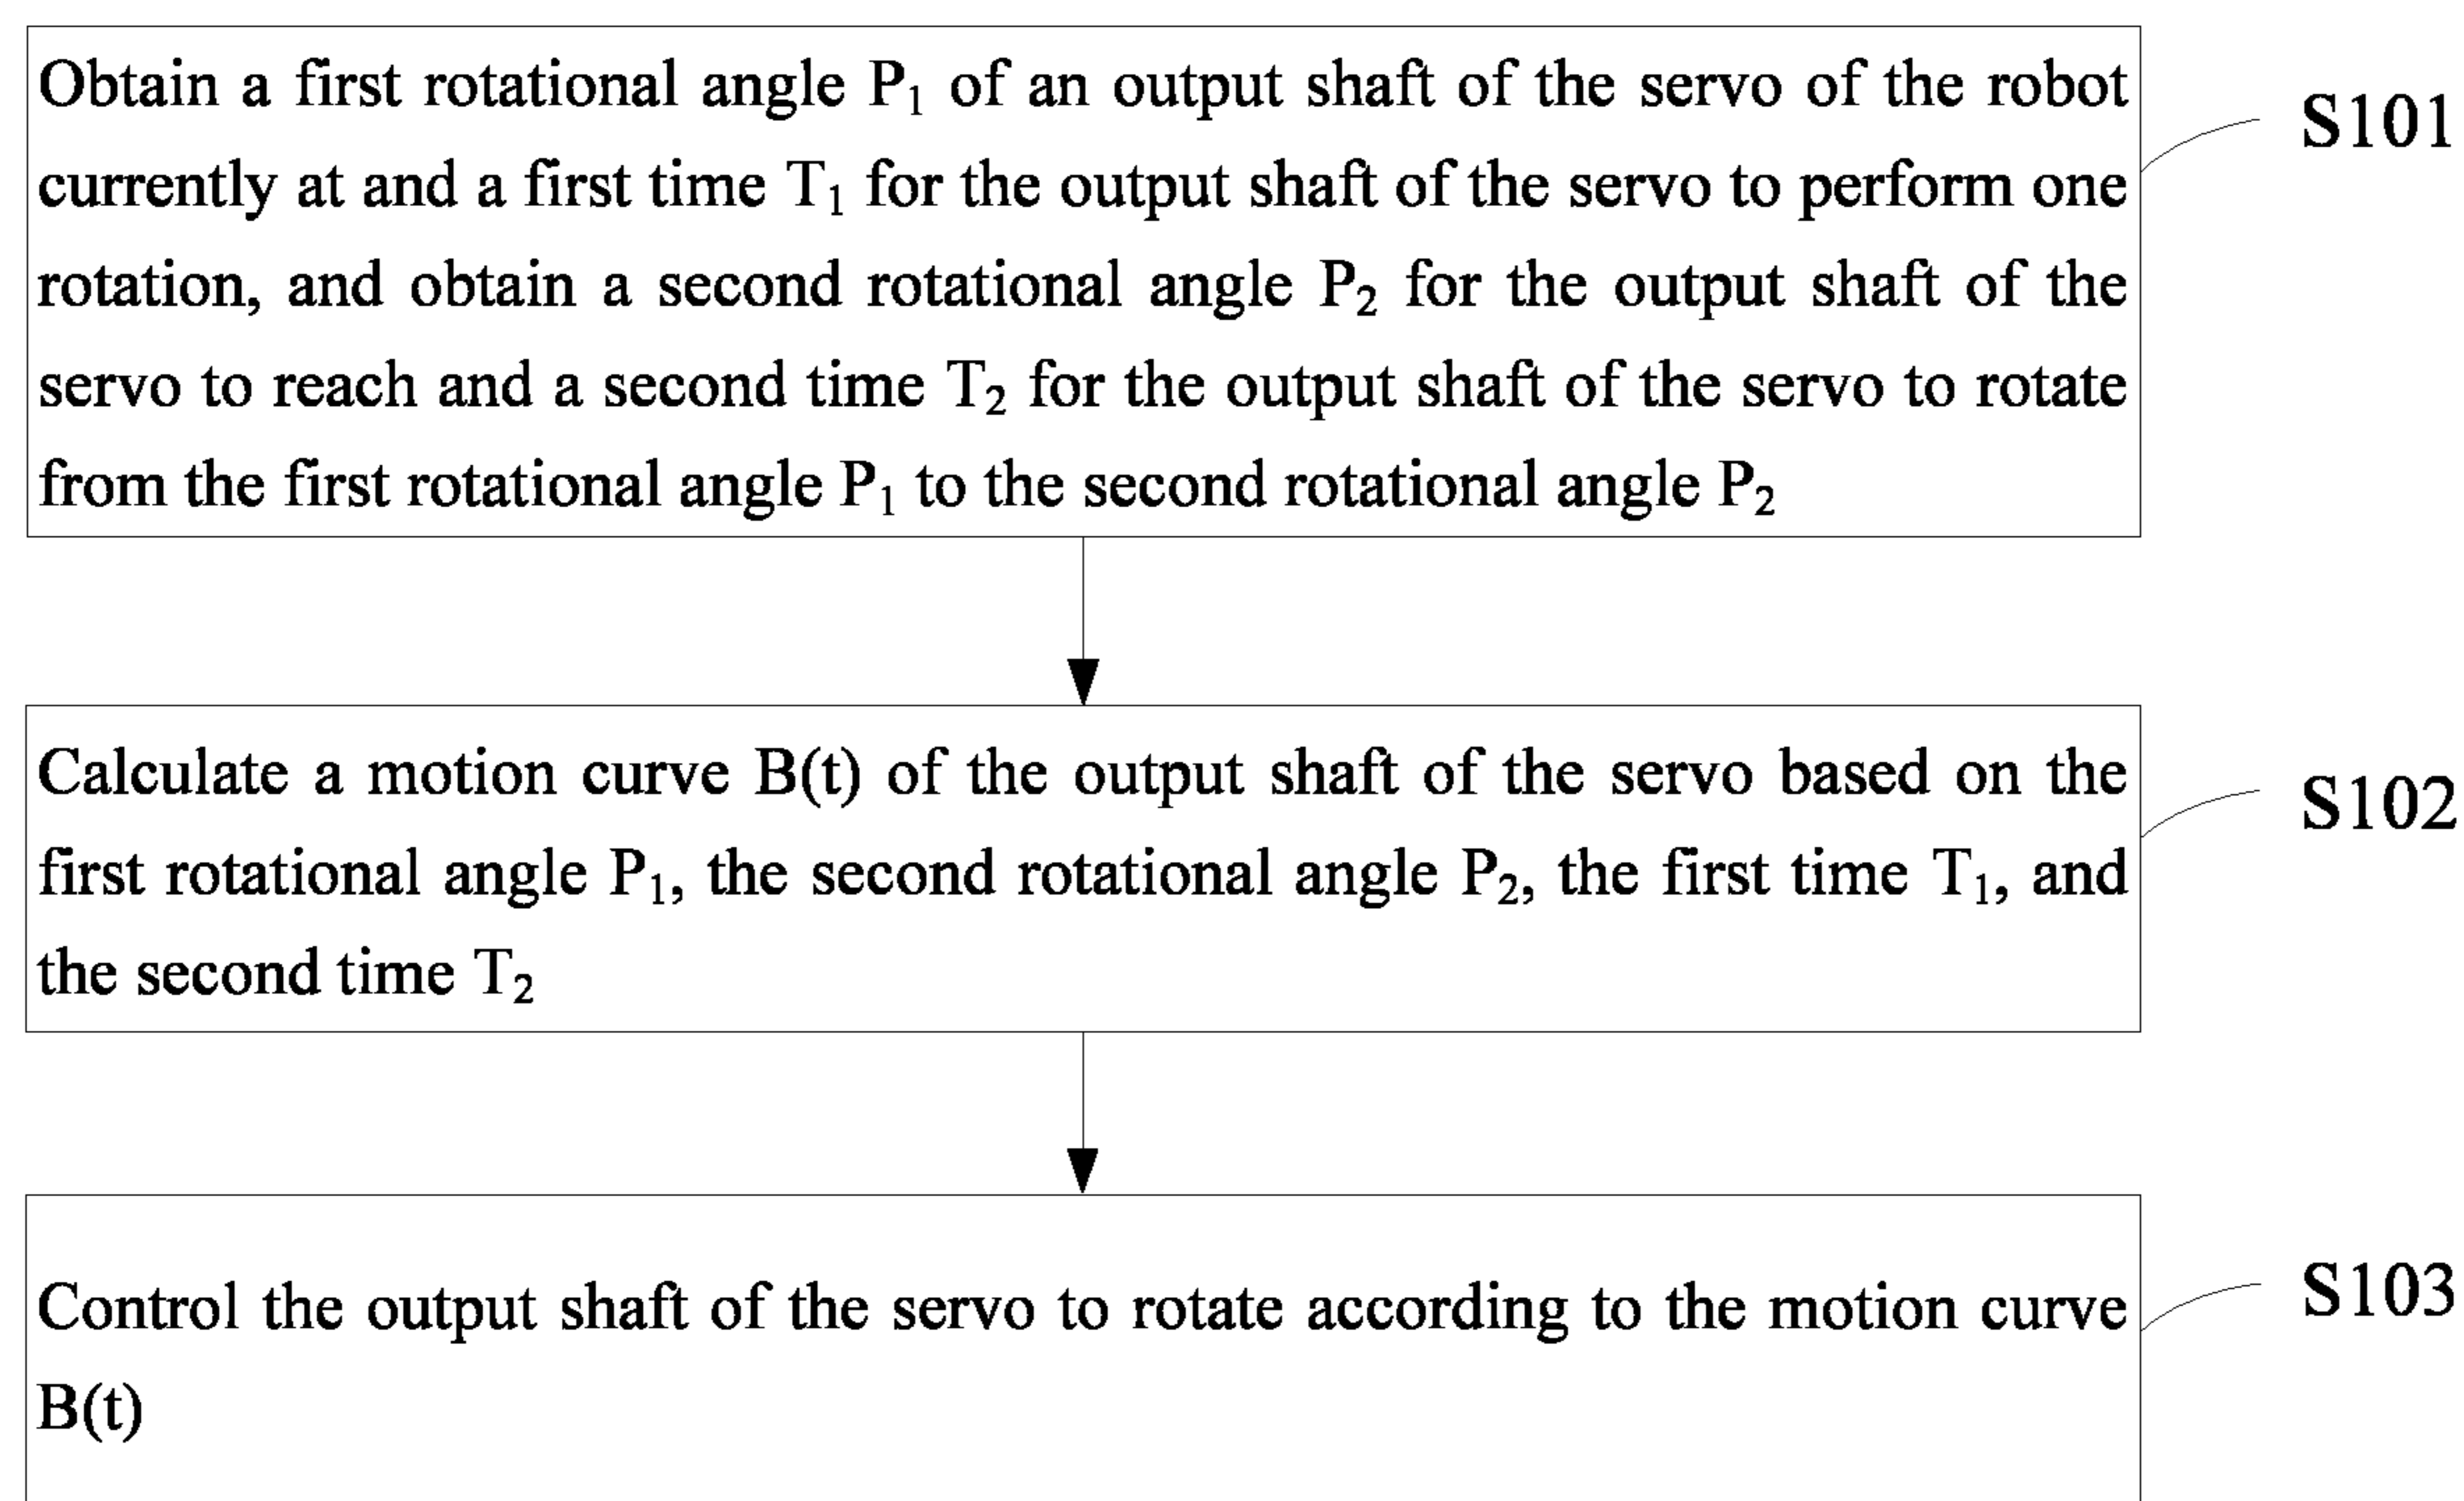 Obtain a first rotational angle P₁ of an output shaft of the servo of the robot
currently at and a first time T₁ for the output shaft of the servo to perform one
rotation, and obtain a second rotational angle P₂ for the output shaft of the
servo to reach and a second time T₂ for the output shaft of the servo to rotate
from the first rotational angle P₁ to the second rotational angle P₂
S101
Calculate a motion curve B(t) of the output shaft of the servo based on the
first rotational angle P₁, the second rotational angle P₂, the first time T₁, and
the second time T₂
S102
Control the output shaft of the servo to rotate according to the motion curve
B(t)
S103